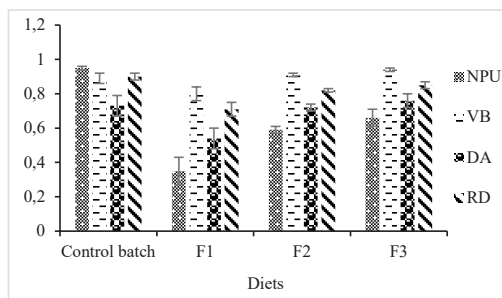 1,2
1
0,8
0,6
0,4
0,2
0
Control batch F1 F2 F3
Diets
NPU
VB
DA
RD